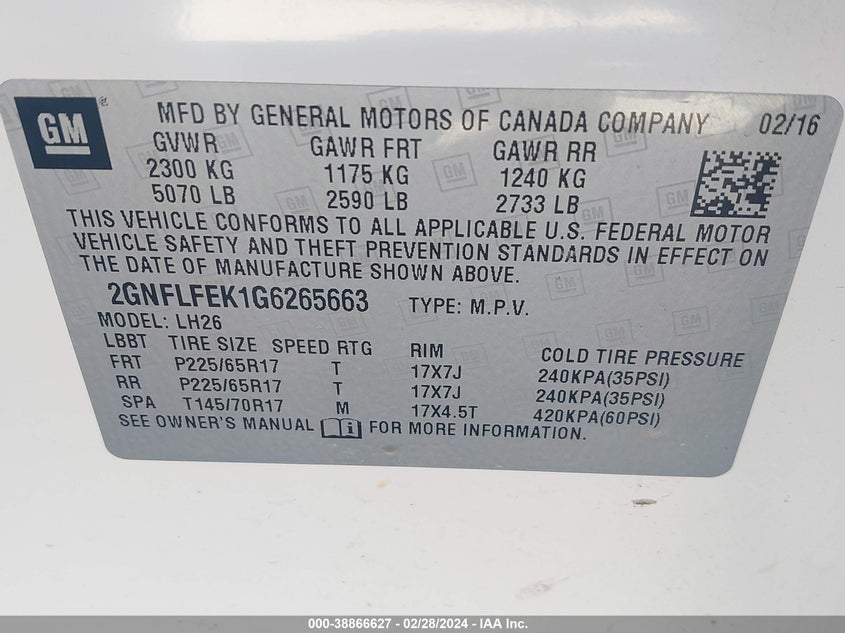 GM
MFD BY GENERAL MOTORS OF CANADA COMPANY 02/16
GVWR GAWR FRT GAWR RR
2300 KG 1175 KG 1240 KG
5070 LB 2590 LB 2733 LB
THIS VEHICLE CONFORMS TO ALL APPLICABLE U.S. FEDERAL MOTOR
VEHICLE SAFETY AND THEFT PREVENTION STANDARDS IN EFFECT ON
THE DATE OF MANUFACTURE SHOWN ABOVE.
2GNFLFEK1G6265663 TYPE: M.P.V.
MODEL: LH26
LBBT TIRE SIZE SPEED RTG RIM COLD TIRE PRESSURE
FRT P225/65R17 T 17X7J 240KPA(35PSI)
RR P225/65R17 T 17X7J 240KPA(35PSI)
SPA T145/70R17 M 17X4.5T 420KPA(60PSI)
SEE OWNER'S MANUAL i FOR MORE INFORMATION.
000-38866627 - 02/28/2024 - IAA Inc.